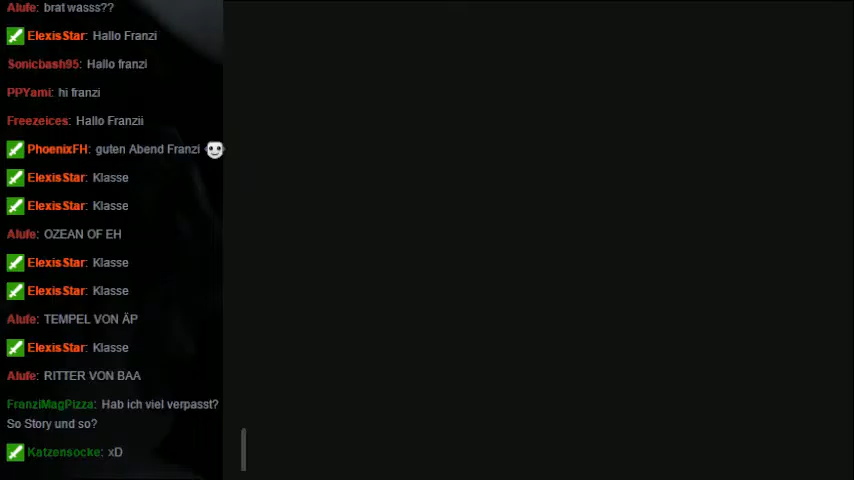 Alufe: brat wasss??
ElexisStar: Hallo Franzi
Sonicbash95: Hallo franzi
PPYami: hi franzi
Freezeices: Hallo Franzii
PhoenixFH: guten Abend Franzi
ElexisStar: Klasse
ElexisStar: Klasse
Alufe: OZEAN OF EH
ElexisStar: Klasse
ElexisStar: Klasse
Alufe: TEMPEL VON ÄP
ElexisStar: Klasse
Alufe: RITTER VON BAA
FranziMagPizza: Hab ich viel verpasst?
So Story und so?
Katzensocke: xD